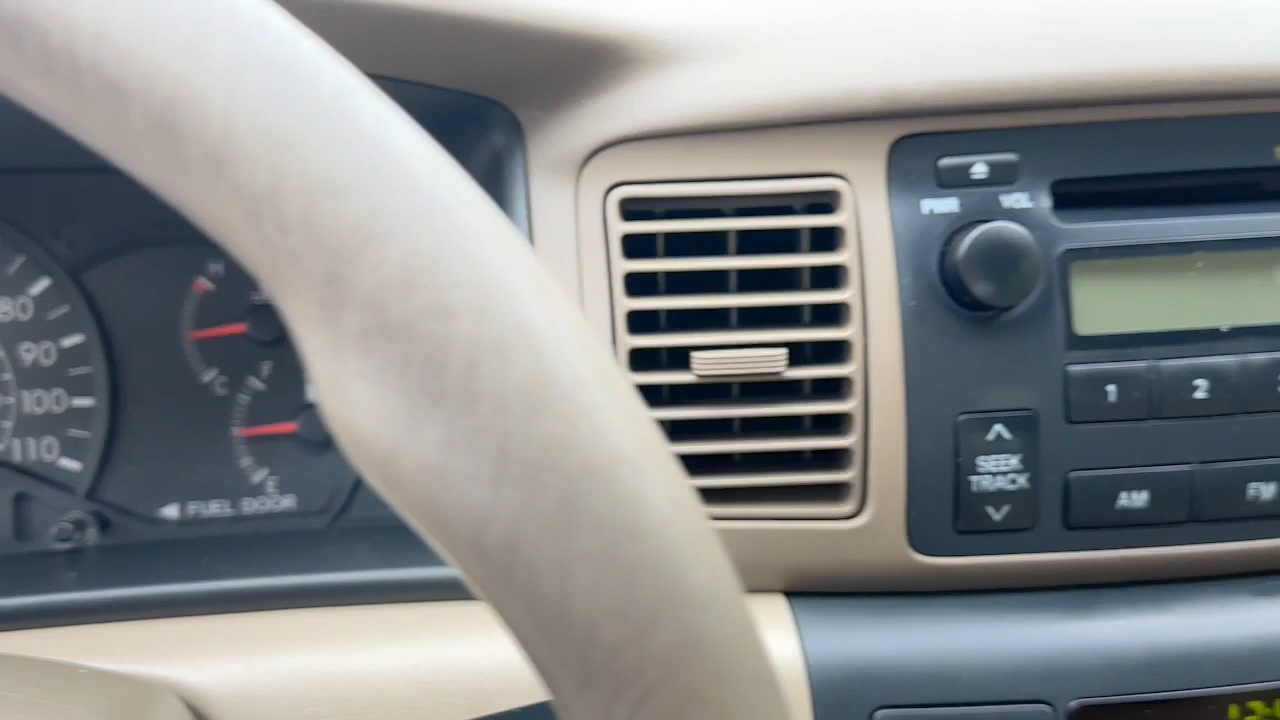 80
90
100
110
H
C
F
E
FUEL DOOR
PWR VOL
1 2
SEEK
TRACK
AM FM